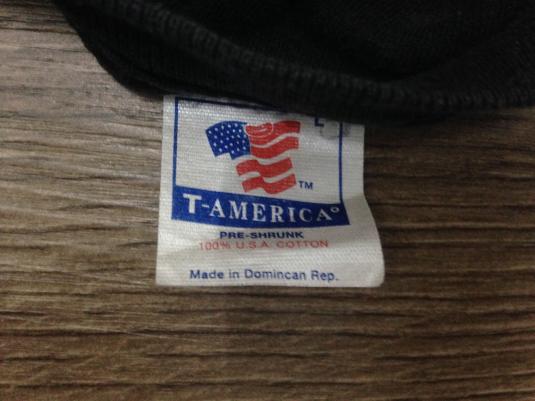 L
TM
T-AMERICA°
PRE-SHRUNK
100% U.S.A. COTTON
Made in Domincan Rep.